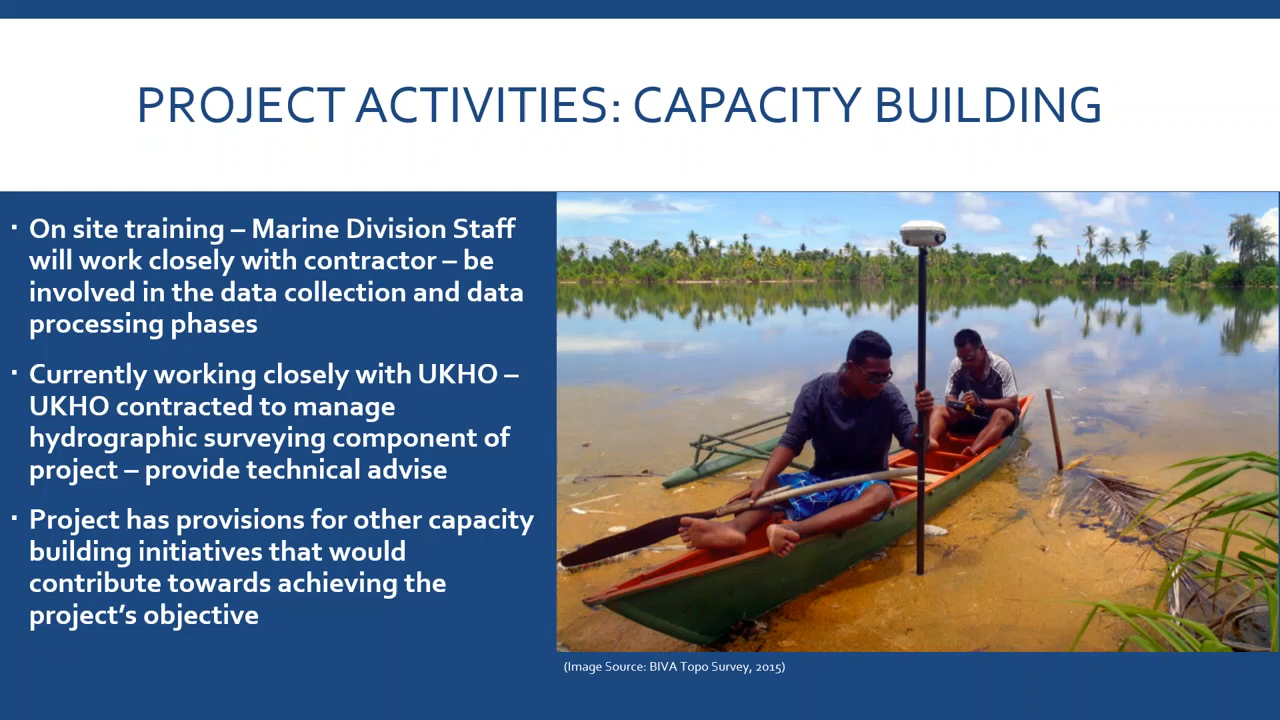 PROJECT ACTIVITIES: CAPACITY BUILDING
▪ On site training – Marine Division Staff
will work closely with contractor – be
involved in the data collection and data
processing phases
▪ Currently working closely with UKHO –
UKHO contracted to manage
hydrographic surveying component of
project – provide technical advise
▪ Project has provisions for other capacity
building initiatives that would
contribute towards achieving the
project’s objective
(Image Source: BIVA Topo Survey, 2015)